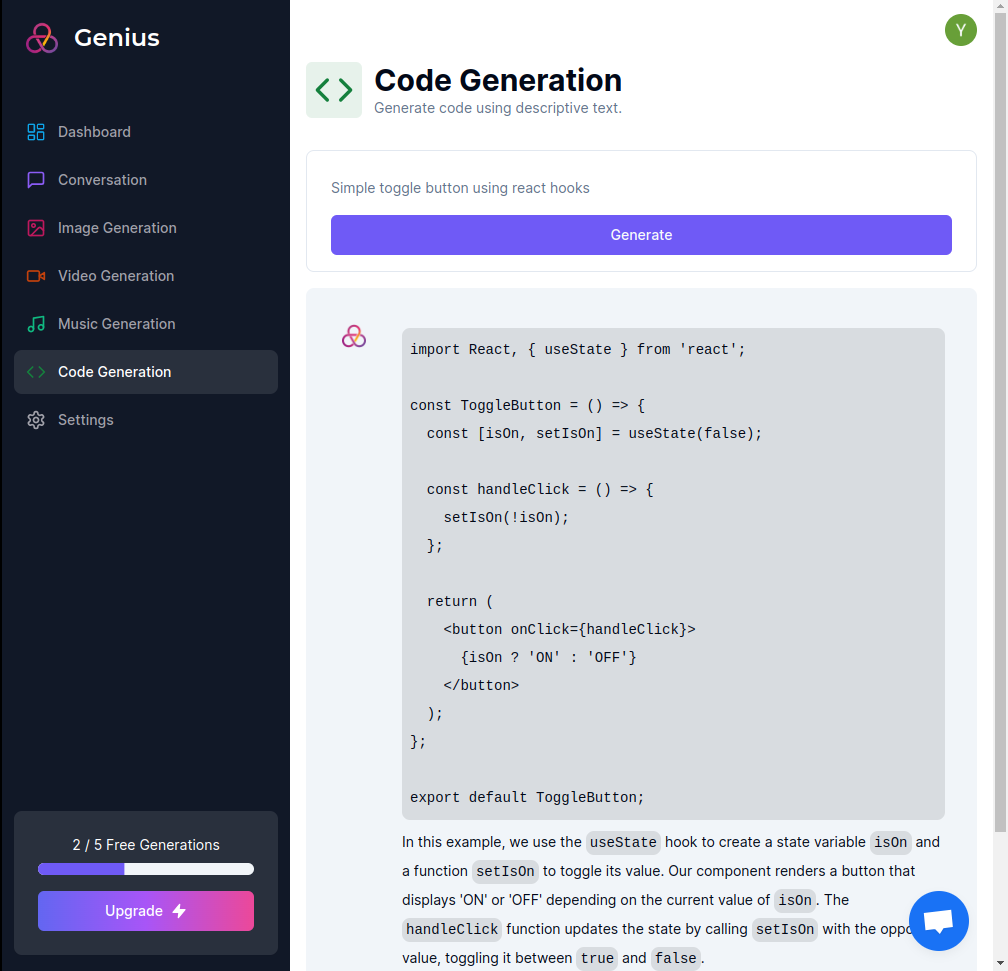 Genius
Dashboard
Conversation
Image Generation
Video Generation
Music Generation
Code Generation
Settings
2 / 5 Free Generations
Upgrade
Y
Code Generation
Generate code using descriptive text.
Simple toggle button using react hooks
Generate
import React, { useState } from 'react';
const ToggleButton = () => {
  const [isOn, setIsOn] = useState(false);
  const handleClick = () => {
    setIsOn(!isOn);
  };
  return (
    <button onClick={handleClick}>
      {isOn ? 'ON' : 'OFF'}
    </button>
  );
};
export default ToggleButton;
In this example, we use the useState hook to create a state variable isOn and
a function setIsOn to toggle its value. Our component renders a button that
displays 'ON' or 'OFF' depending on the current value of isOn. The
handleClick function updates the state by calling setIsOn with the
value, toggling it between true and false.